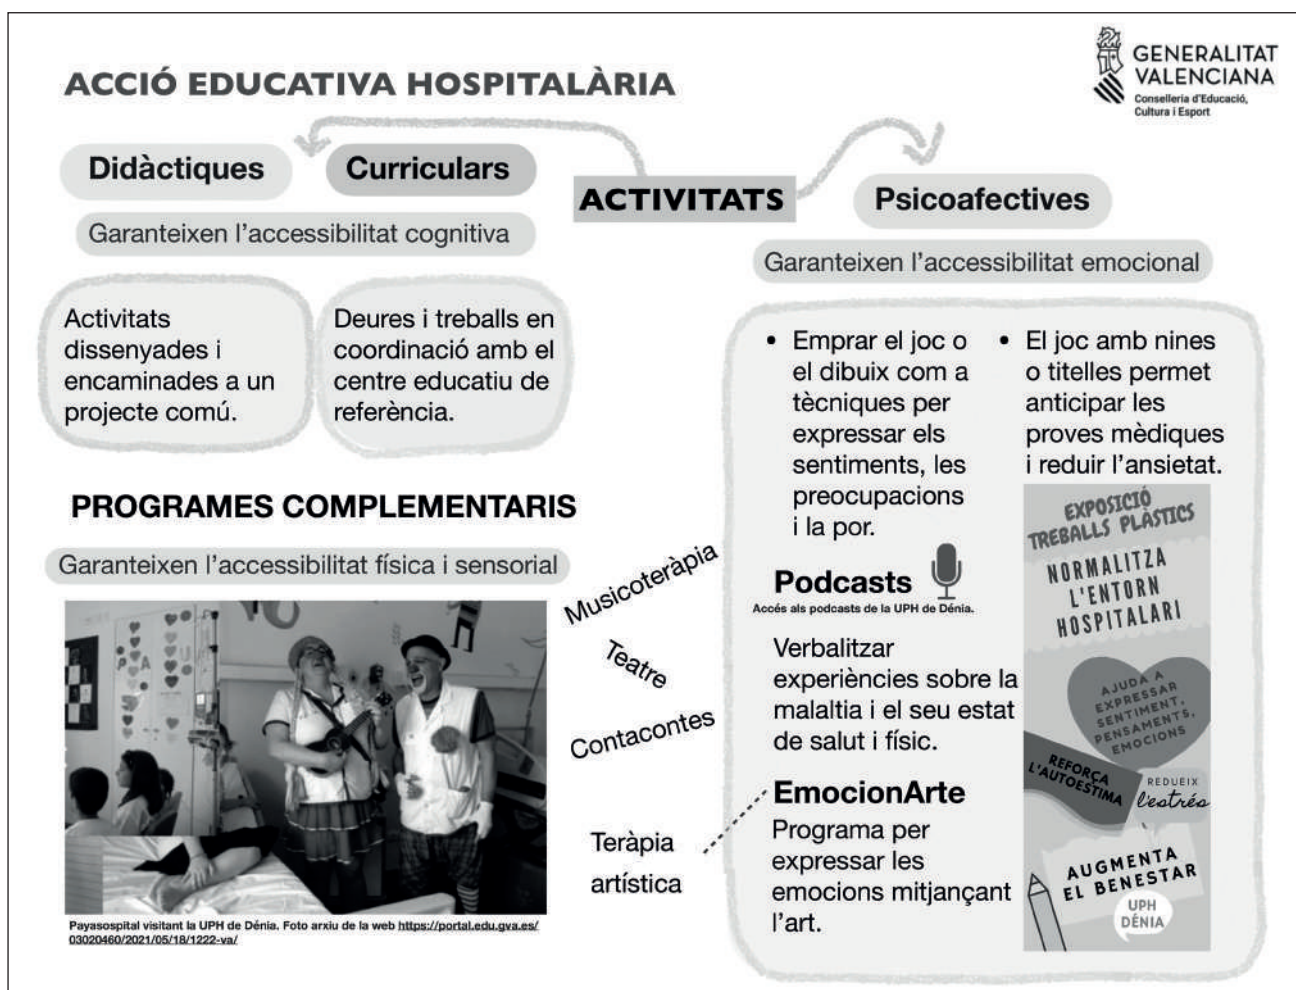 ACCIÓ EDUCATIVA HOSPITALÀRIA
GENERALITAT
VALENCIANA
Conselleria d'Educació,
Cultura i Esport
Didàctiques
Curriculars
ACTIVITATS
Psicoafectives
Garanteixen l'accessibilitat cognitiva
Garanteixen l'accessibilitat emocional
Activitats
dissenyades i
encaminades a un
projecte comú.
Deures i treballs en
coordinació amb el
centre educatiu de
referència.
• Emprar el joc o
el dibuix com a
tècniques per
expressar els
sentiments, les
preocupacions
i la por.
• El joc amb nines
o titelles permet
anticipar les
proves mèdiques
i reduir l'ansietat.
PROGRAMES COMPLEMENTARIS
Garanteixen l'accessibilitat física i sensorial
Musicoteràpia
Teatre
Contacontes
Teràpia
artística
Podcasts
Accés als podcasts de la UPH de Dénia.
Verbalitzar
experiències sobre la
malaltia i el seu estat
de salut i físic.
EmocionArte
Programa per
expressar les
emocions mitjançant
l'art.
EXPOSICIÓ
TREBALLS PLÀSTICS
NORMALITZA
L'ENTORN
HOSPITALARI
AJUDA A
EXPRESSAR
SENTIMENT,
PENSAMENTS,
EMOCIONS
REFORÇA
L'AUTOESTIMA
REDUEIX
l'estrés
AUGMENTA
EL BENESTAR
UPH
DÉNIA
P A U
Payasospital visitant la UPH de Dénia. Foto arxiu de la web https://portal.edu.gva.es/
03020460/2021/05/18/1222-va/